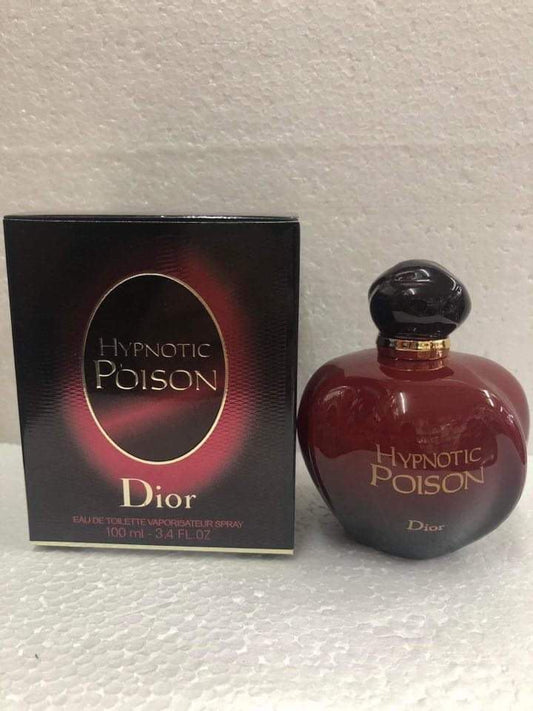 HYPNOTIC
POISON
Dior
EAU DE TOILETTE VAPORISATEUR SPRAY
100 ml - 3,4 FL.OZ
HYPNOTIC
POISON
Dior